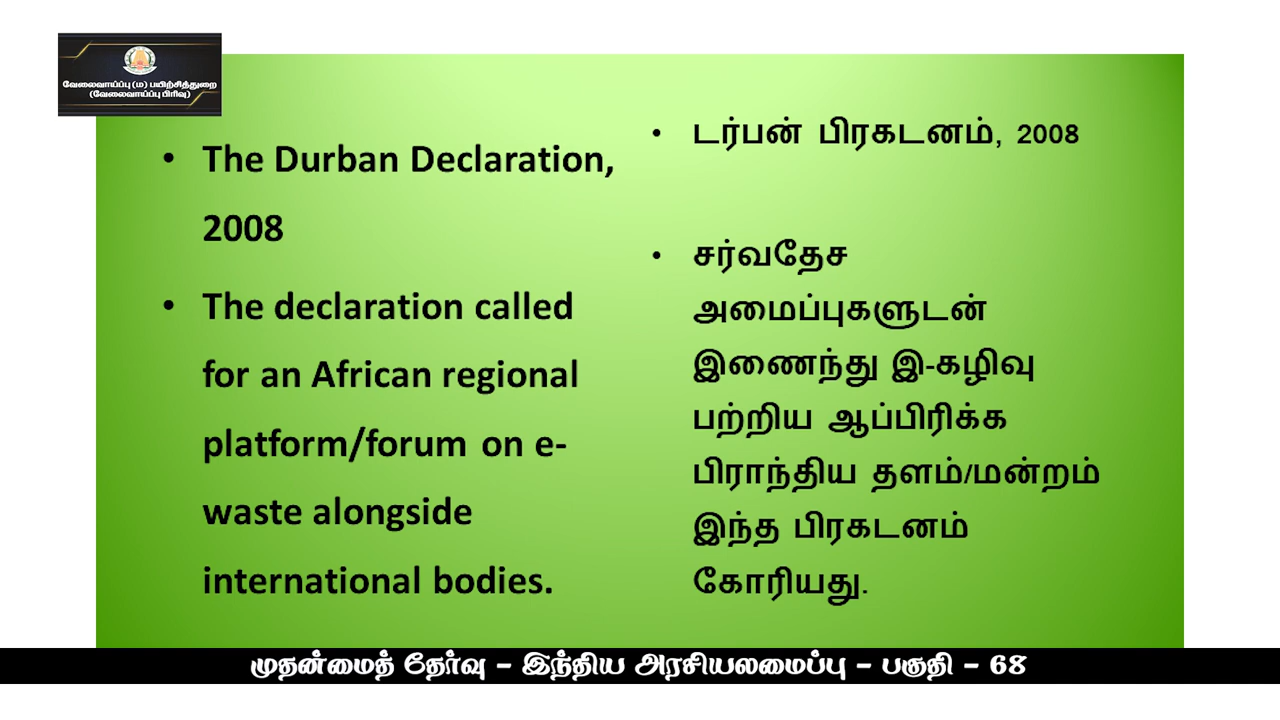 வேலைவாய்ப்பு (ம) பயிற்சித்துறை
(வேலைவாய்ப்பு பிரிவு)
• The Durban Declaration,
2008
• The declaration called
for an African regional
platform/forum on e-
waste alongside
international bodies.
• டர்பன் பிரகடனம், 2008
• சர்வதேச
அமைப்புகளுடன்
இணைந்து இ-கழிவு
பற்றிய ஆப்பிரிக்க
பிராந்திய தளம்/மன்றம்
இந்த பிரகடனம்
கோரியது.
முதன்மைத் தேர்வு – இந்திய அரசியலமைப்பு – பகுதி – 68